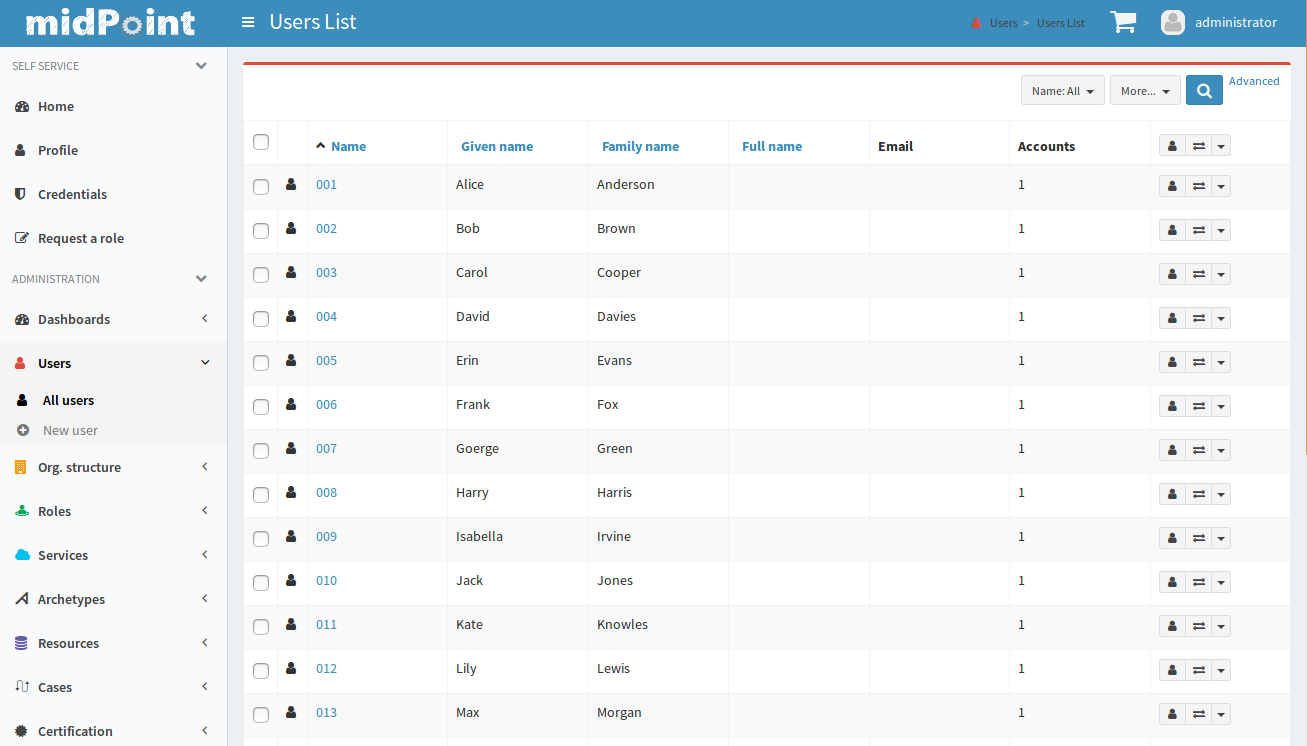 midPoint
Users List
Users > Users List
administrator
SELF SERVICE
Home
Profile
Credentials
Request a role
ADMINISTRATION
Dashboards
Users
All users
New user
Org. structure
Roles
Services
Archetypes
Resources
Cases
Certification
Name: All More... Advanced
Name Given name Family name Full name Email Accounts
001 Alice Anderson 1
002 Bob Brown 1
003 Carol Cooper 1
004 David Davies 1
005 Erin Evans 1
006 Frank Fox 1
007 Goerge Green 1
008 Harry Harris 1
009 Isabella Irvine 1
010 Jack Jones 1
011 Kate Knowles 1
012 Lily Lewis 1
013 Max Morgan 1